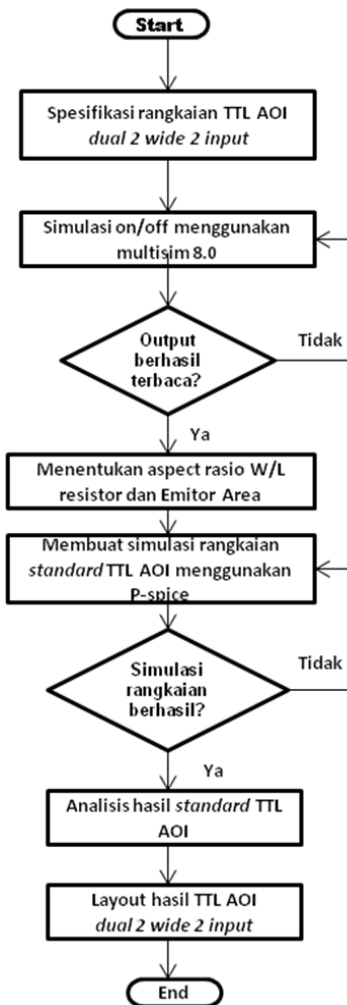 Start
Spesifikasi rangkaian TTL AOI
dual 2 wide 2 input
Simulasi on/off menggunakan
multisim 8.0
Output
berhasil
terbaca?
Tidak
Ya
Menentukan aspect rasio W/L
resistor dan Emitor Area
Membuat simulasi rangkaian
standard TTL AOI menggunakan
P-spice
Simulasi
rangkaian
berhasil?
Tidak
Ya
Analisis hasil standard TTL
AOI
Layout hasil TTL AOI
dual 2 wide 2 input
End